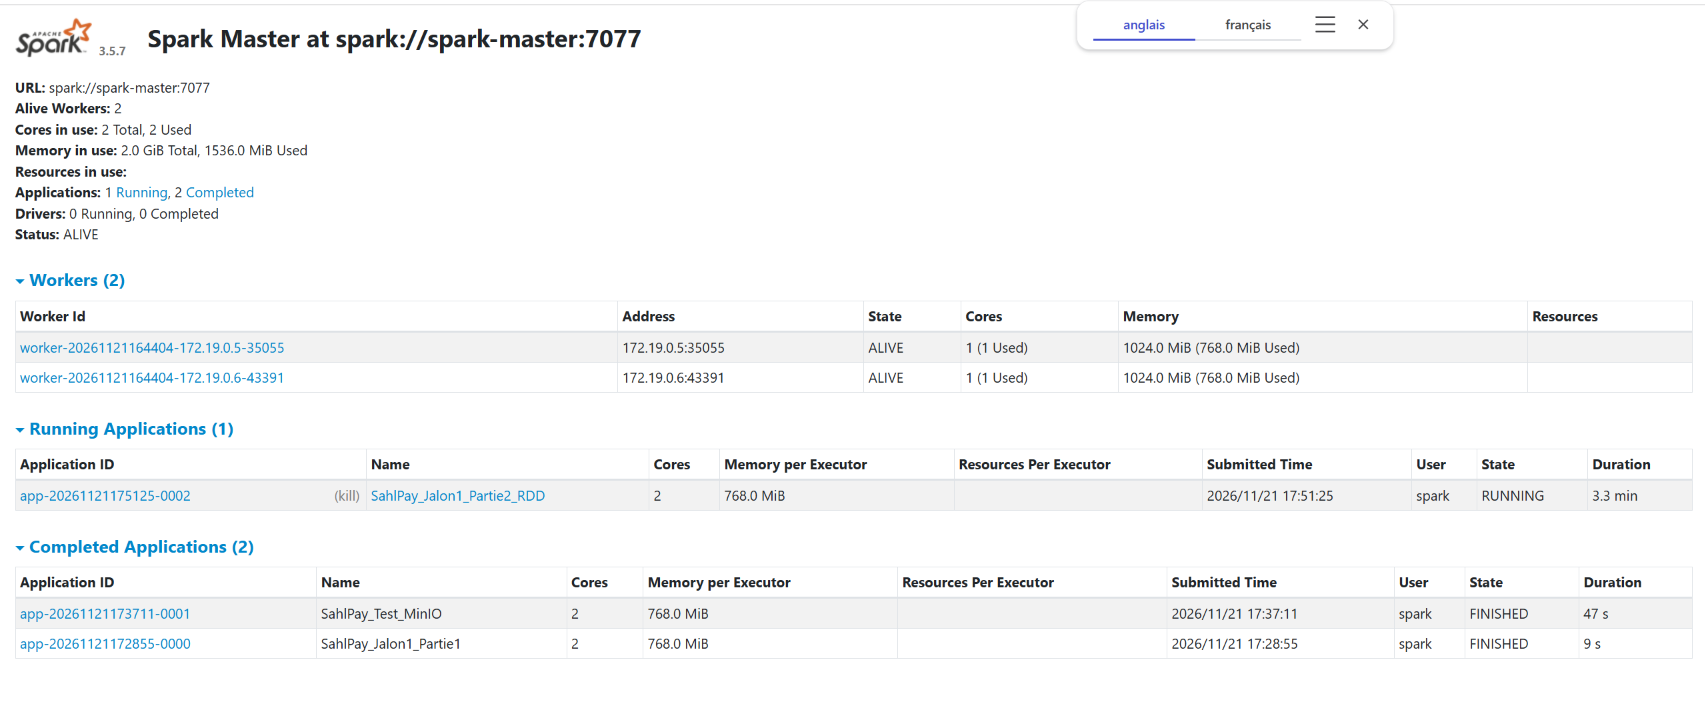 anglais français
APACHE Spark 3.5.7 Spark Master at spark://spark-master:7077
URL: spark://spark-master:7077
Alive Workers: 2
Cores in use: 2 Total, 2 Used
Memory in use: 2.0 GiB Total, 1536.0 MiB Used
Resources in use:
Applications: 1 Running, 2 Completed
Drivers: 0 Running, 0 Completed
Status: ALIVE
Workers (2)
Worker Id Address State Cores Memory Resources
worker-20261121164404-172.19.0.5-35055 172.19.0.5:35055 ALIVE 1 (1 Used) 1024.0 MiB (768.0 MiB Used)
worker-20261121164404-172.19.0.6-43391 172.19.0.6:43391 ALIVE 1 (1 Used) 1024.0 MiB (768.0 MiB Used)
Running Applications (1)
Application ID Name Cores Memory per Executor Resources Per Executor Submitted Time User State Duration
app-20261121175125-0002 (kill) SahlPay_Jalon1_Partie2_RDD 2 768.0 MiB 2026/11/21 17:51:25 spark RUNNING 3.3 min
Completed Applications (2)
Application ID Name Cores Memory per Executor Resources Per Executor Submitted Time User State Duration
app-20261121173711-0001 SahlPay_Test_MinIO 2 768.0 MiB 2026/11/21 17:37:11 spark FINISHED 47 s
app-20261121172855-0000 SahlPay_Jalon1_Partie1 2 768.0 MiB 2026/11/21 17:28:55 spark FINISHED 9 s